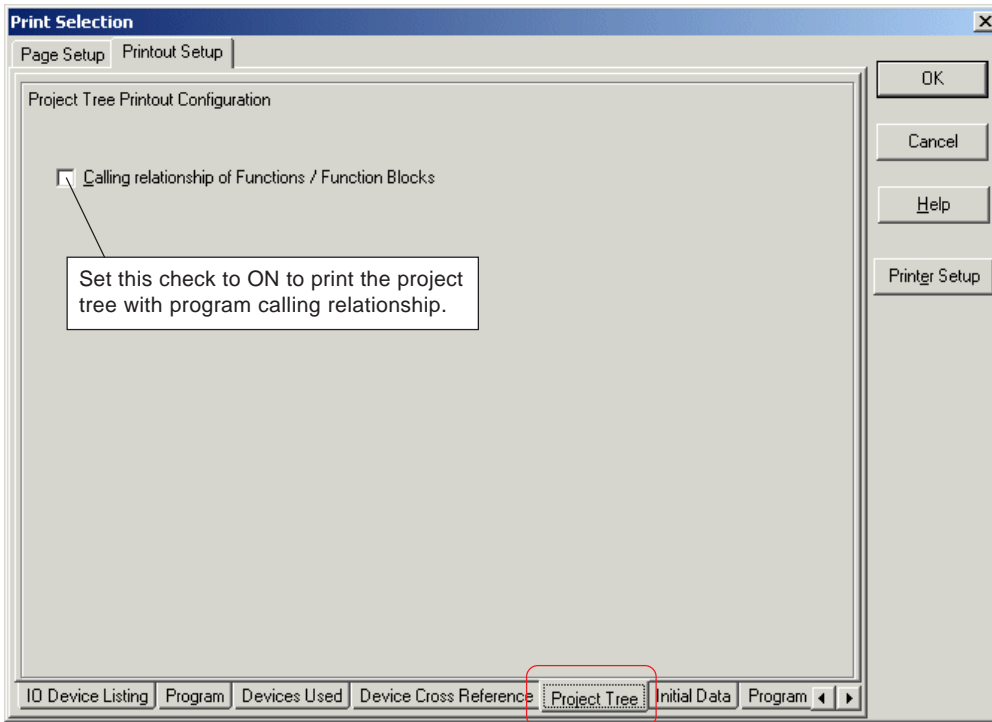 Print Selection
Page Setup
Printout Setup
OK
Project Tree Printout Configuration
Cancel
Calling relationship of Functions / Function Blocks
Help
Set this check to ON to print the project
tree with program calling relationship.
Printer Setup
IO Device Listing
Program
Devices Used
Device Cross Reference
Project Tree
Initial Data
Program